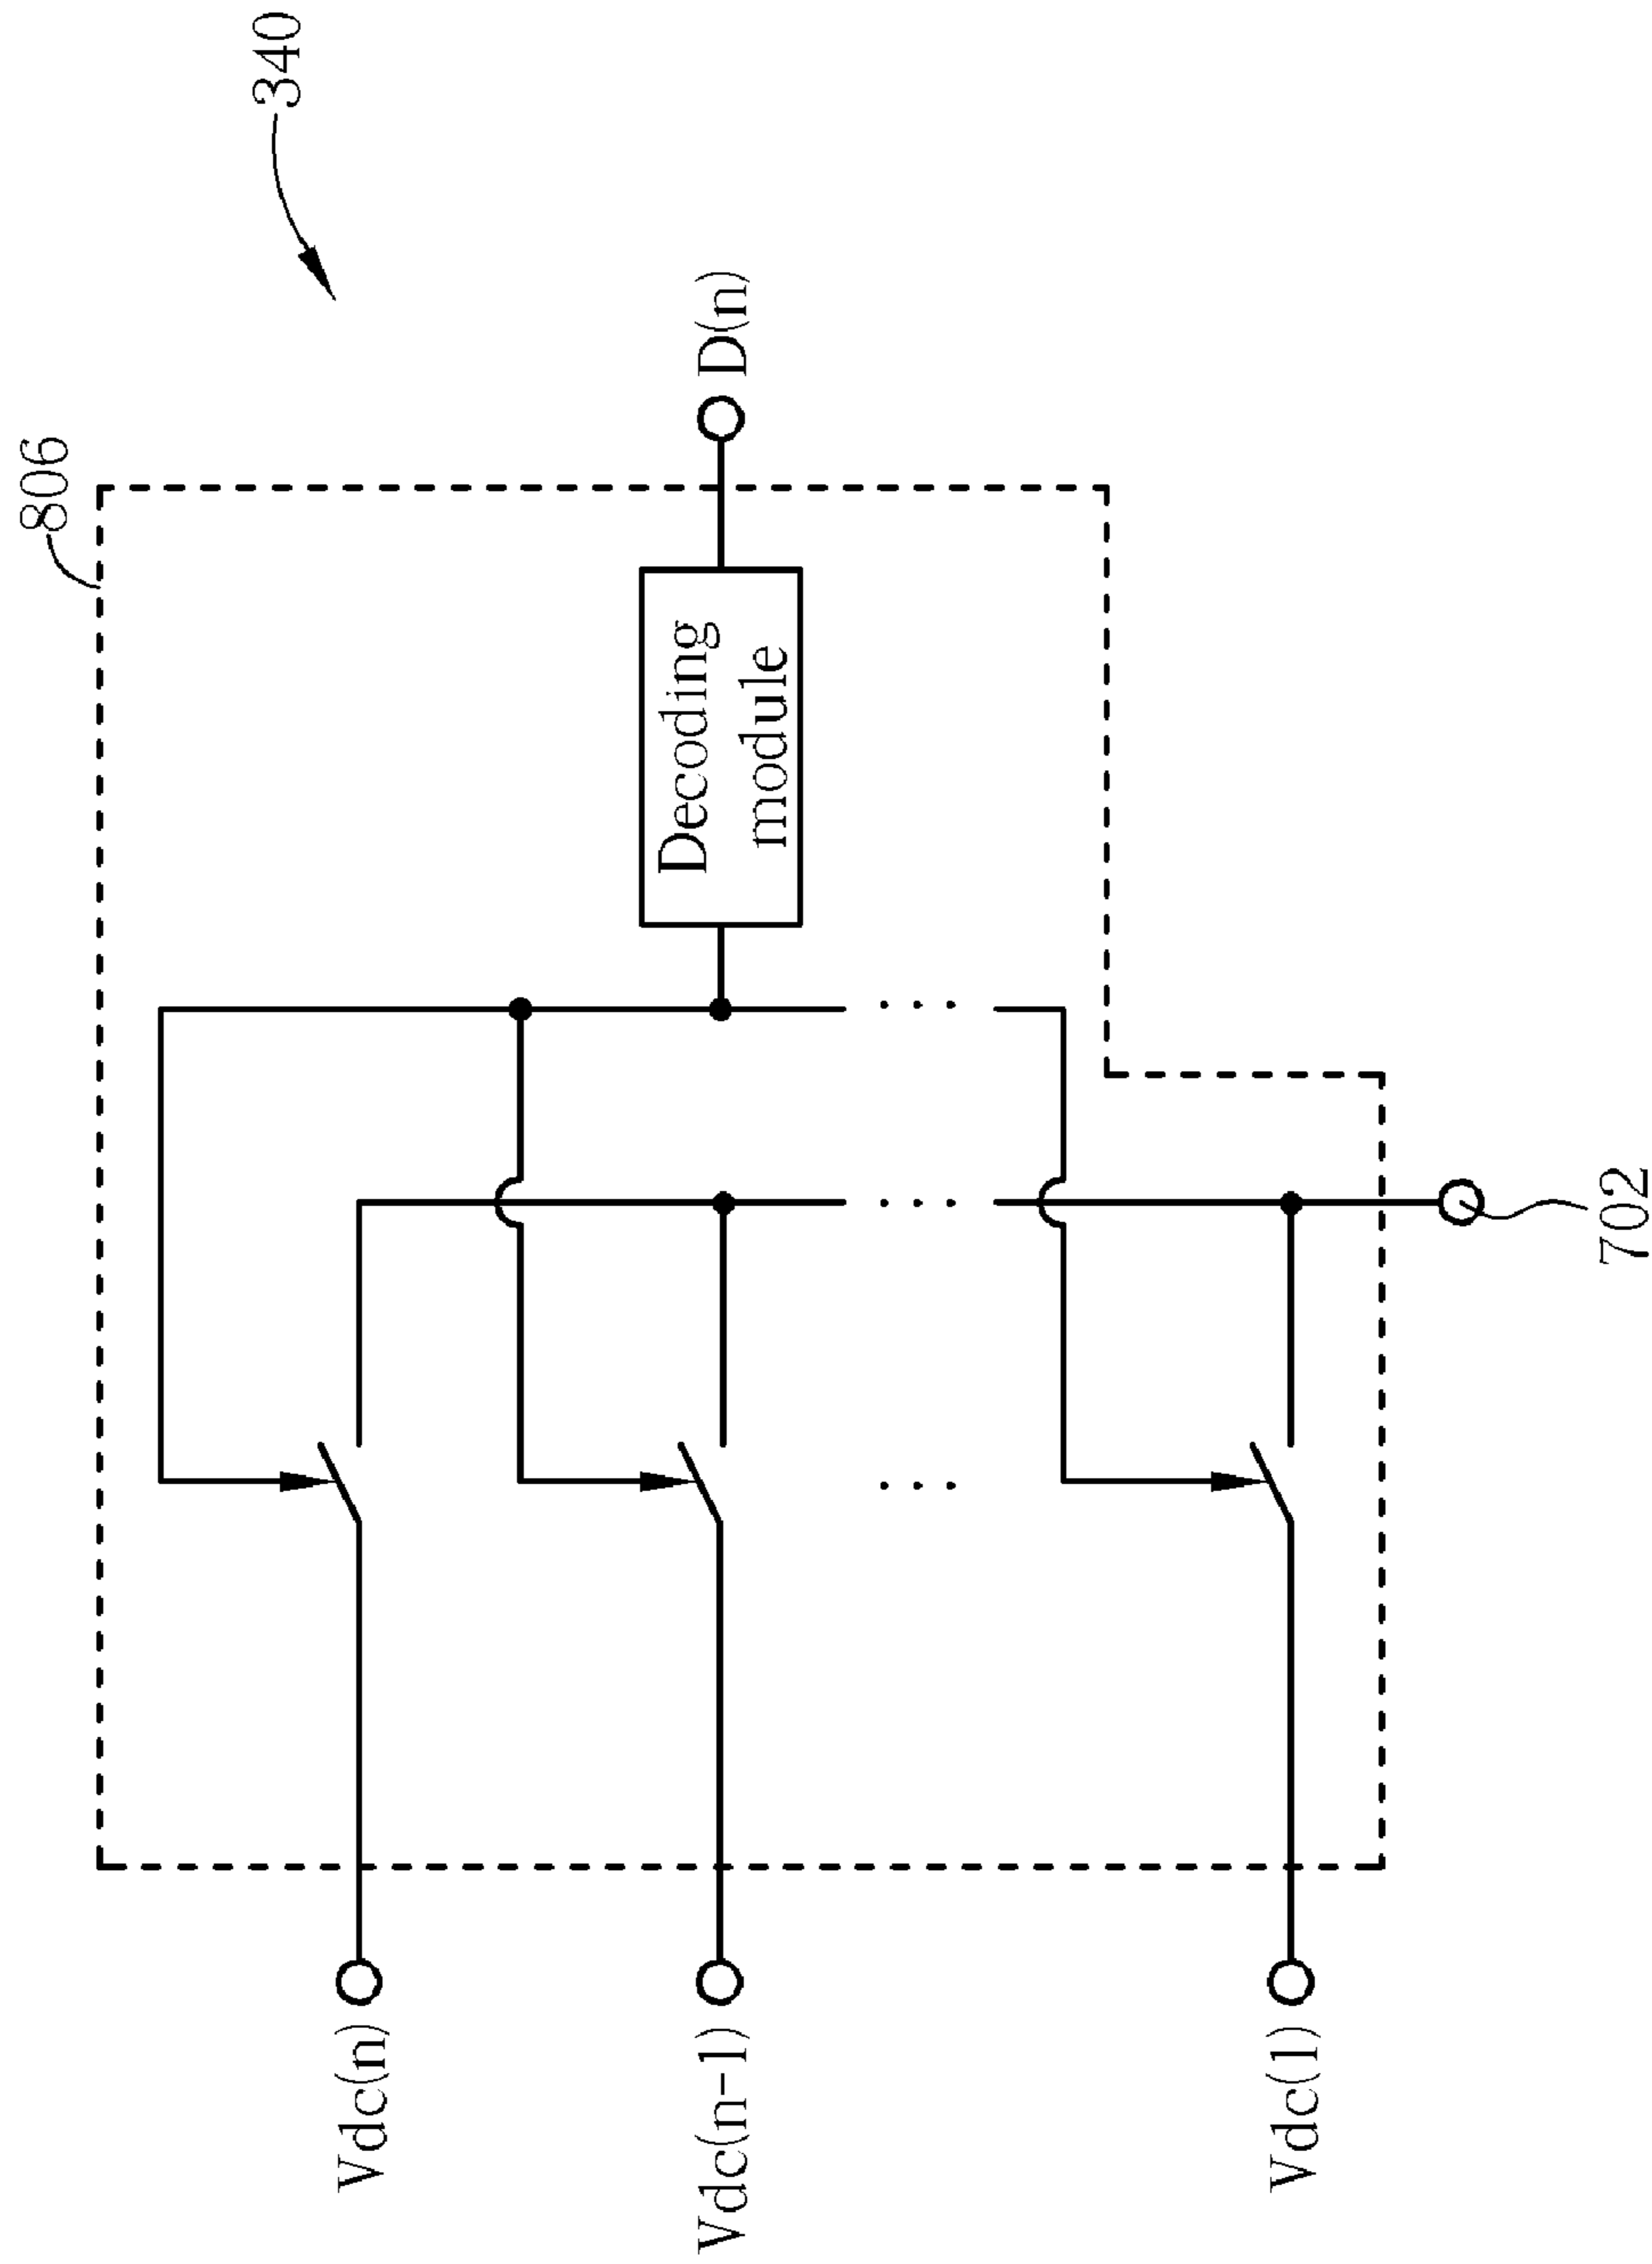 340
806
D(n)
Decoding
module
702
Vdc(n)
Vdc(n-1)
Vdc(1)